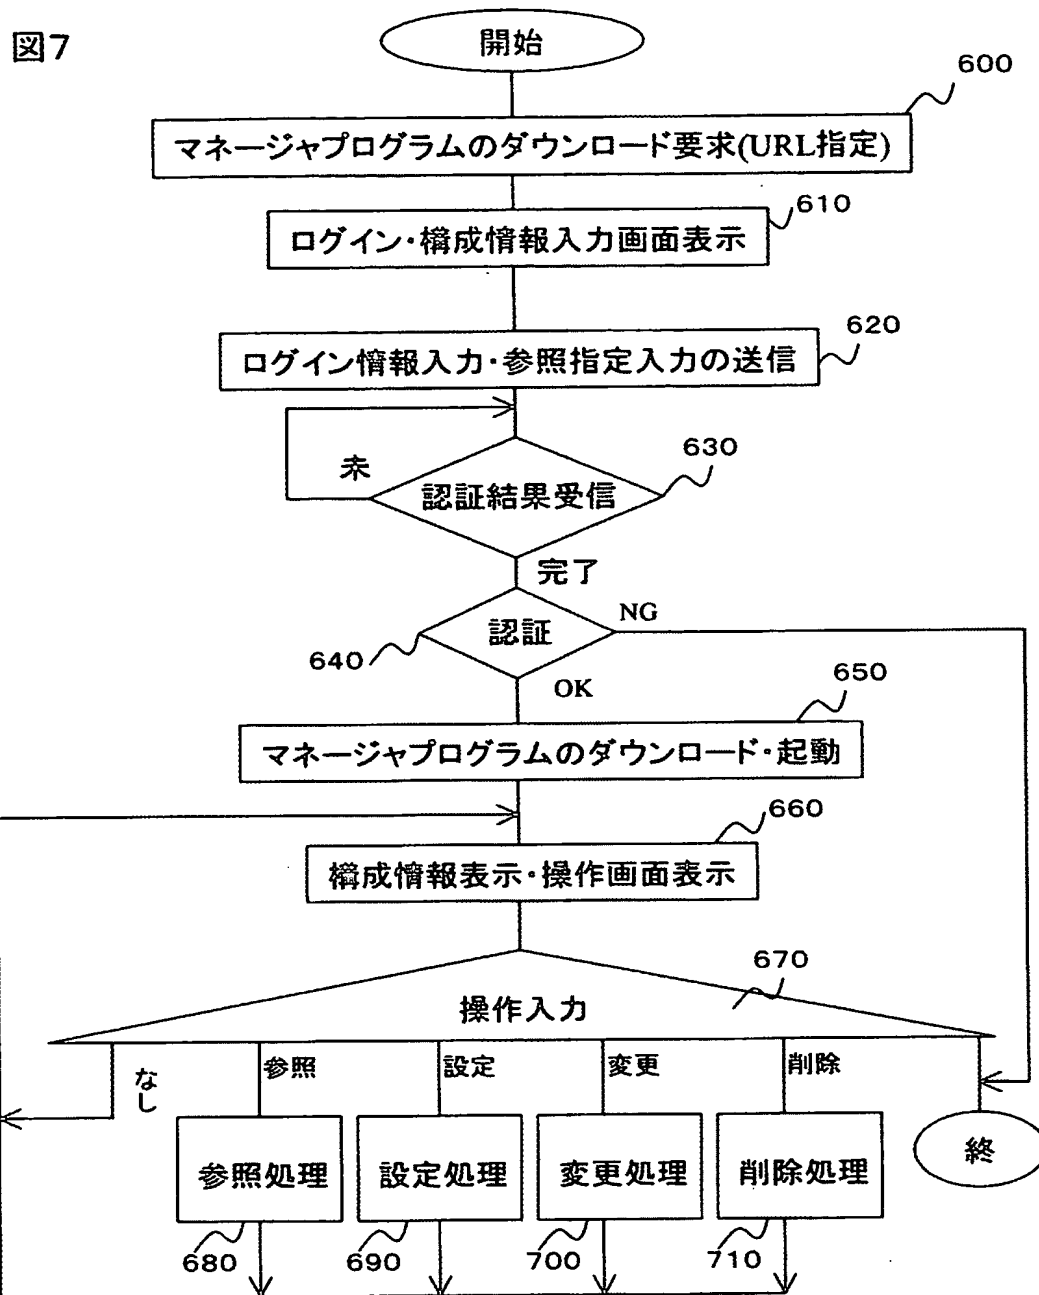 図7
開始
600
マネージャプログラムのダウンロード要求(URL指定)
610
ログイン・構成情報入力画面表示
620
ログイン情報入力・参照指定入力の送信
630
未
認証結果受信
完了
NG
認証
640
OK
650
マネージャプログラムのダウンロード・起動
660
構成情報表示・操作画面表示
670
操作入力
なし
参照
設定
変更
削除
参照処理
設定処理
変更処理
削除処理
終
680
690
700
710